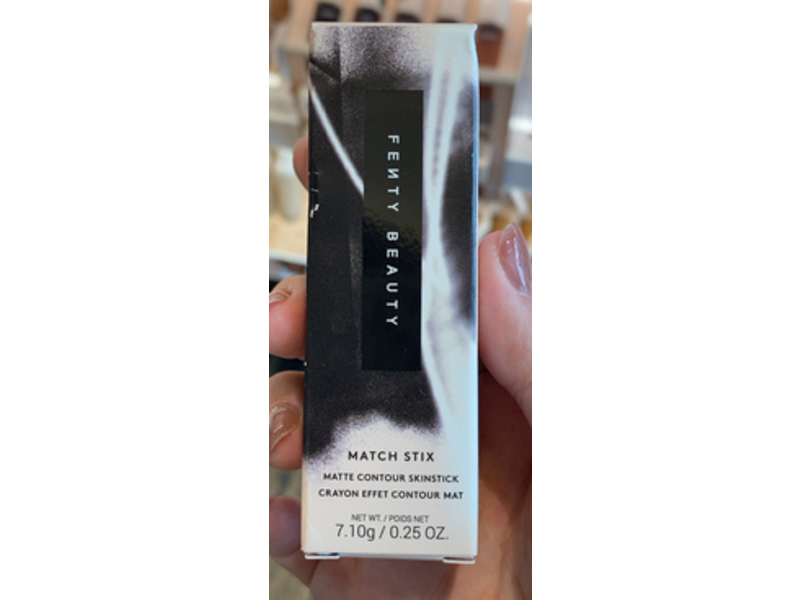 FEИTY BEAUTY
MATCH STIX
MATTE CONTOUR SKINSTICK
CRAYON EFFET CONTOUR MAT
NET WT. / POIDS NET
7.10g / 0.25 OZ.